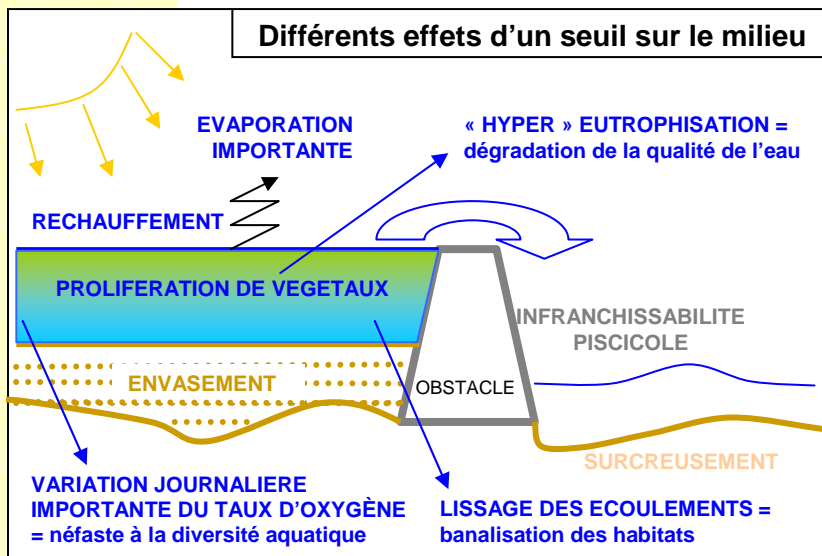 Différents effets d'un seuil sur le milieu
EVAPORATION
IMPORTANTE
« HYPER » EUTROPHISATION =
dégradation de la qualité de l'eau
RECHAUFFEMENT
PROLIFERATION DE VEGETAUX
INFRANCHISSABILITE
PISCICOLE
ENVASEMENT
OBSTACLE
SURCREUSEMENT
VARIATION JOURNALIERE
IMPORTANTE DU TAUX D'OXYGÈNE
= néfaste à la diversité aquatique
LISSAGE DES ECOULEMENTS =
banalisation des habitats